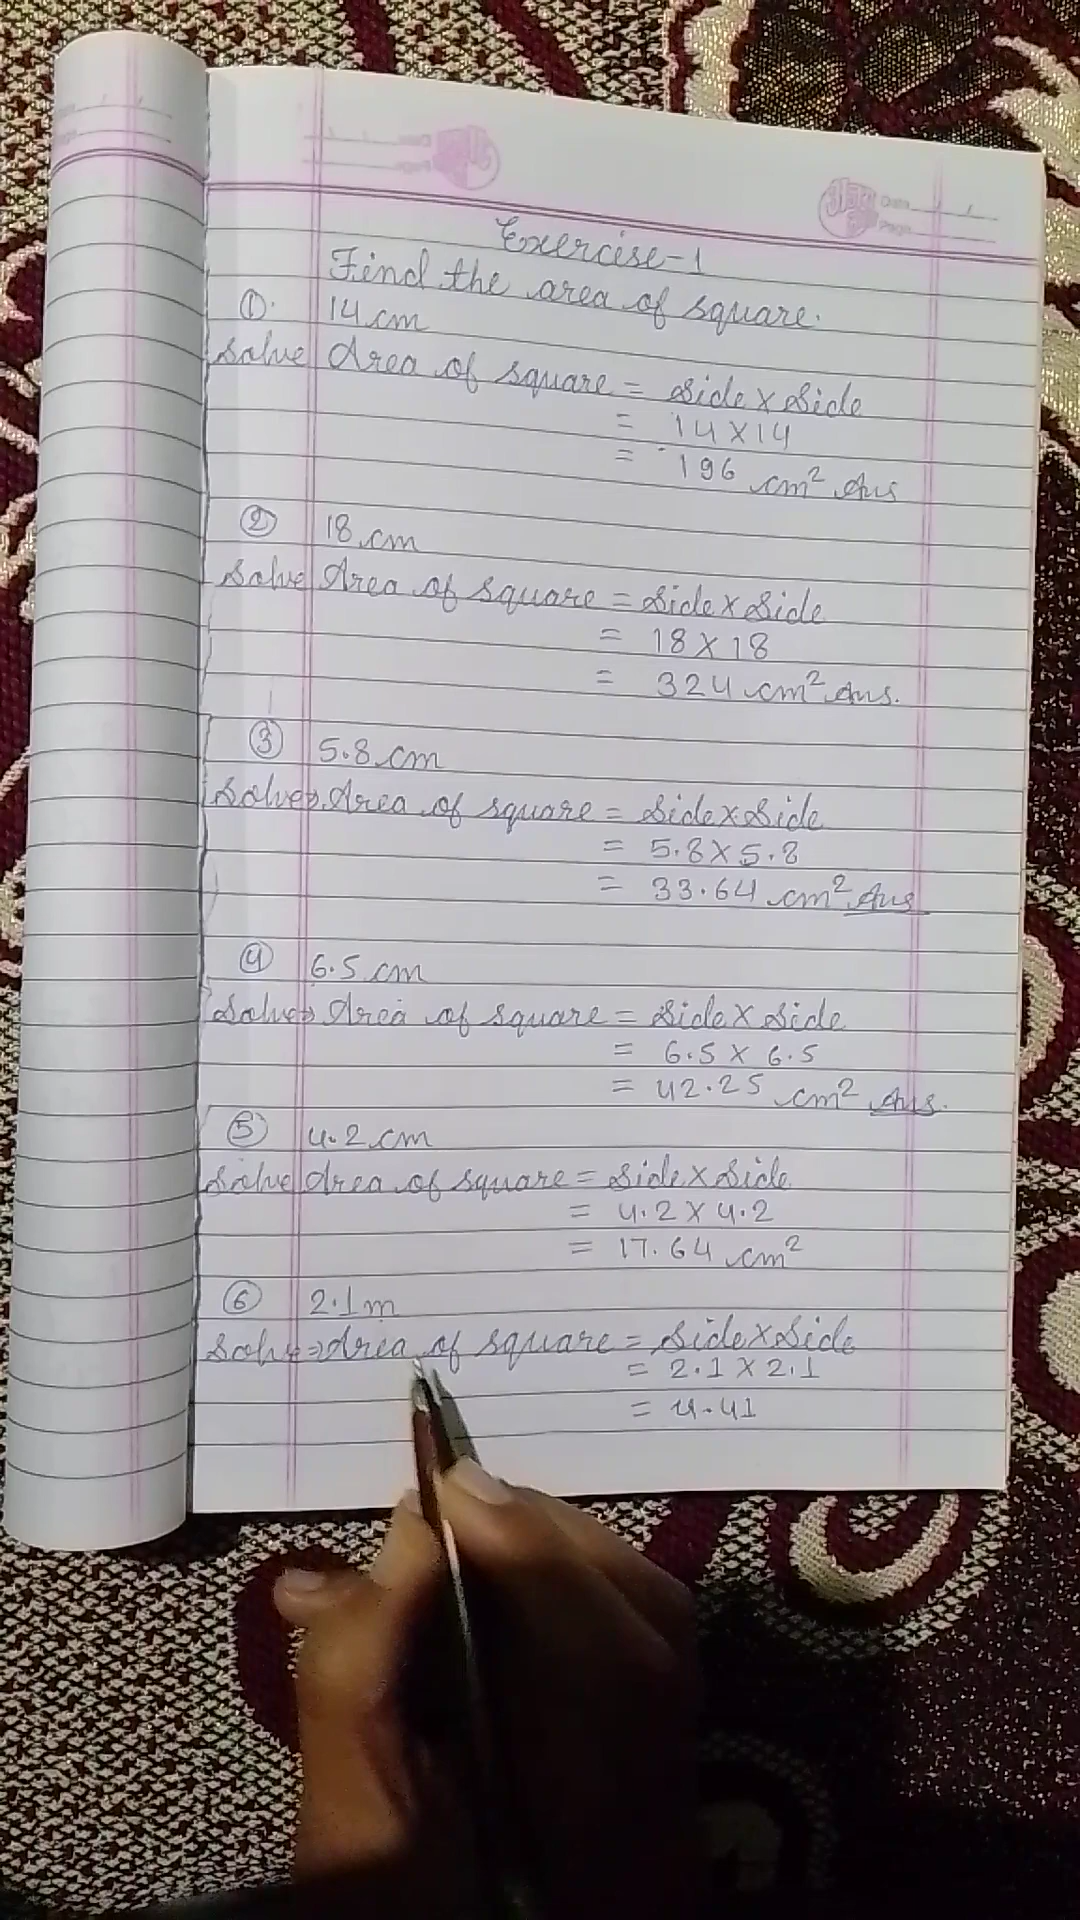 Date
Page
Exercise-1
Find the area of square.
① 14 cm
Solve Area of square = Side × Side
= 14 × 14
= 196 cm² Ans
② 18 cm
Solve Area of square = Side × Side
= 18 × 18
= 324 cm² Ans.
③ 5.8 cm
Solve⇒ Area of square = Side × Side
= 5.8 × 5.8
= 33.64 cm² Ans
④ 6.5 cm
Solve⇒ Area of square = Side × Side
= 6.5 × 6.5
= 42.25 cm² Ans.
⑤ 4.2 cm
Solve Area of square = Side × Side
= 4.2 × 4.2
= 17.64 cm²
⑥ 2.1 m
Solve⇒ Area of square = Side × Side
= 2.1 × 2.1
= 4.41